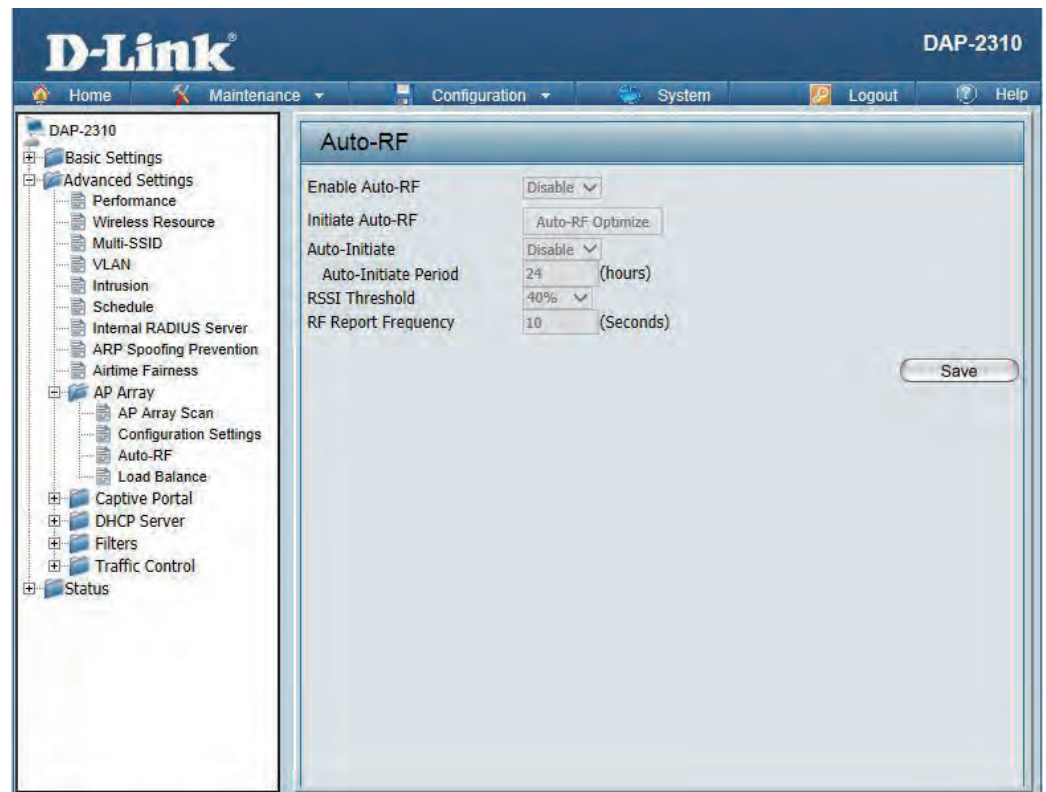 D-Link®
DAP-2310
Home Maintenance Configuration System Logout Help
DAP-2310
Basic Settings
Advanced Settings
Performance
Wireless Resource
Multi-SSID
VLAN
Intrusion
Schedule
Internal RADIUS Server
ARP Spoofing Prevention
Airtime Fairness
AP Array
AP Array Scan
Configuration Settings
Auto-RF
Load Balance
Captive Portal
DHCP Server
Filters
Traffic Control
Status
Auto-RF
Enable Auto-RF Disable
Initiate Auto-RF Auto-RF Optimize
Auto-Initiate Disable
Auto-Initiate Period 24 (hours)
RSSI Threshold 40%
RF Report Frequency 10 (Seconds)
Save